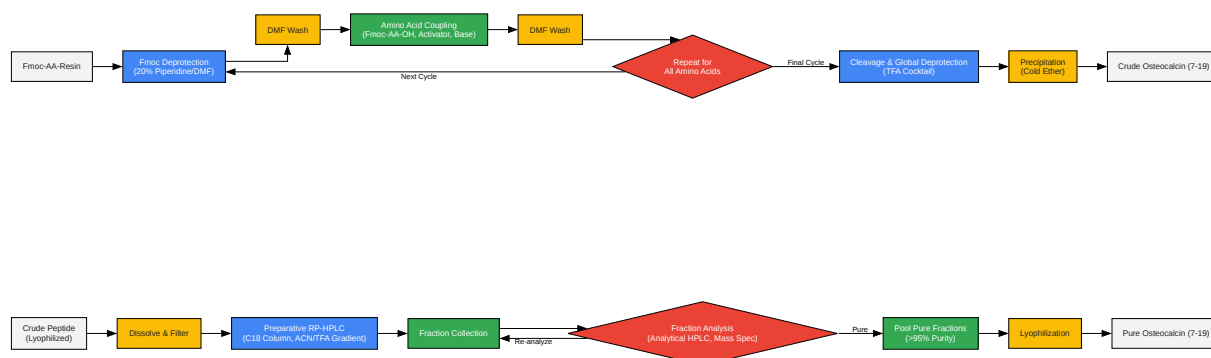 Fmoc-AA-Resin
Fmoc Deprotection
(20% Piperidine/DMF)
DMF Wash
Amino Acid Coupling
(Fmoc-AA-OH, Activator, Base)
DMF Wash
Repeat for
All Amino Acids
Next Cycle
Final Cycle
Cleavage & Global Deprotection
(TFA Cocktail)
Precipitation
(Cold Ether)
Crude Osteocalcin (7-19)
Crude Peptide
(Lyophilized)
Dissolve & Filter
Preparative RP-HPLC
(C18 Column, ACN/TFA Gradient)
Fraction Collection
Re-analyze
Fraction Analysis
(Analytical HPLC, Mass Spec)
Pure
Pool Pure Fractions
(>95% Purity)
Lyophilization
Pure Osteocalcin (7-19)